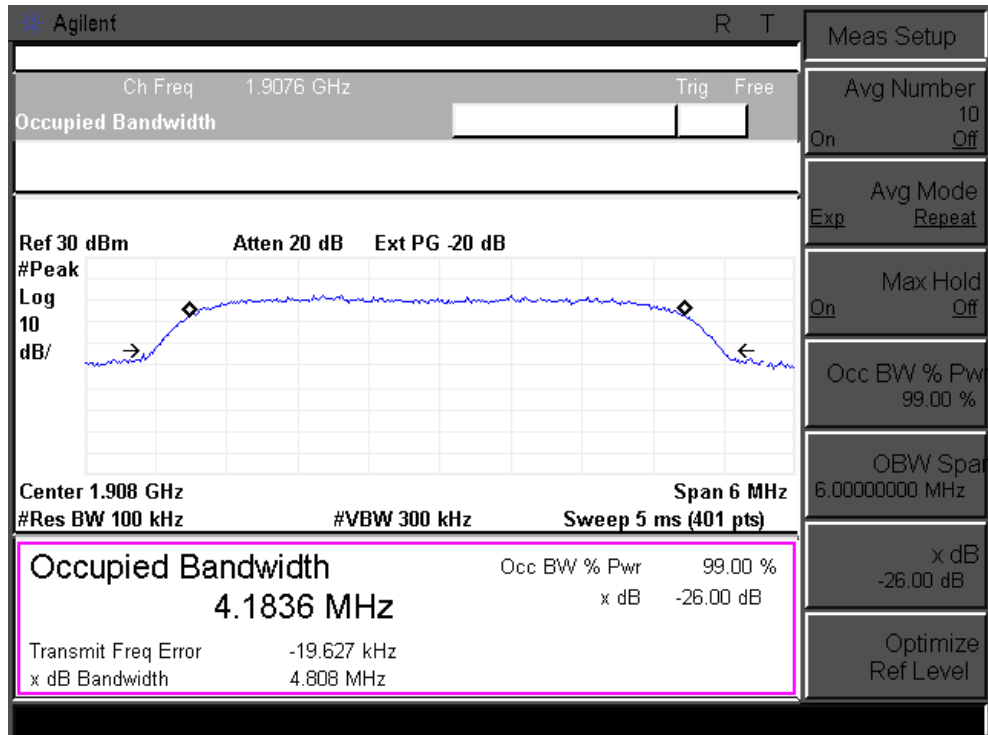 Agilent R T
Ch Freq 1.9076 GHz Trig Free
Occupied Bandwidth
Ref 30 dBm Atten 20 dB Ext PG -20 dB
#Peak
Log
10
dB/
Center 1.908 GHz Span 6 MHz
#Res BW 100 kHz #VBW 300 kHz Sweep 5 ms (401 pts)
Occupied Bandwidth Occ BW % Pwr 99.00 %
4.1836 MHz x dB -26.00 dB
Transmit Freq Error -19.627 kHz
x dB Bandwidth 4.808 MHz
Meas Setup
Avg Number
10
On Off
Avg Mode
Exp Repeat
Max Hold
On Off
Occ BW % Pwr
99.00 %
OBW Spar
6.00000000 MHz
x dB
-26.00 dB
Optimize
Ref Level